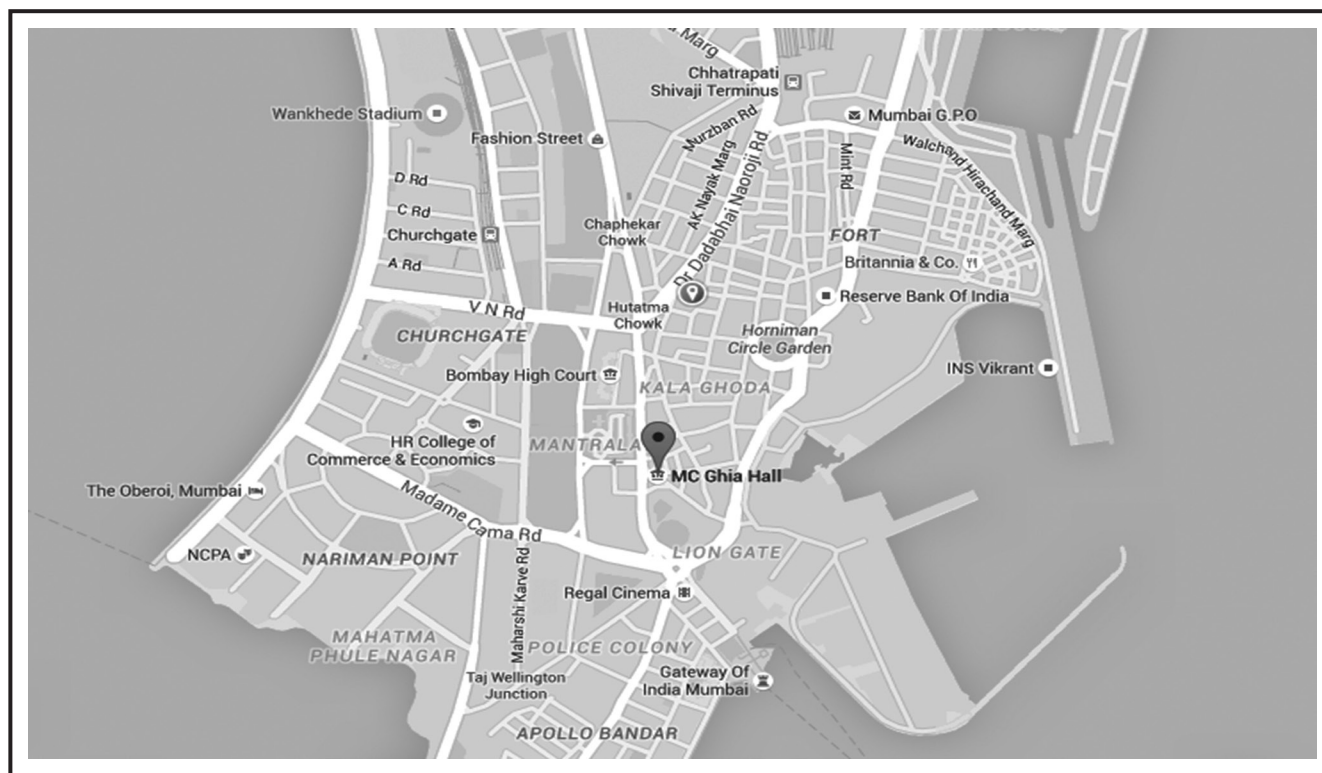 Marg
Chhatrapati
Shivaji Terminus
Wankhede Stadium
Mumbai G.P.O
Fashion Street
Murzban Rd
AK Nayak Marg
Dr Dadabhai Naoroji Rd
Mint Rd
Walchand Hirachand Marg
D Rd
C Rd
Churchgate
A Rd
Chaphekar
Chowk
FORT
Britannia & Co.
Reserve Bank Of India
V N Rd
Hutatma
Chowk
CHURCHGATE
Horniman
Circle Garden
Bombay High Court
KALA GHODA
INS Vikrant
HR College of
Commerce & Economics
MANTRALA
MC Ghia Hall
The Oberoi, Mumbai
Madame Cama Rd
NCPA
NARIMAN POINT
LION GATE
Maharshi Karve Rd
Regal Cinema
MAHATMA
PHULE NAGAR
POLICE COLONY
Taj Wellington
Junction
Gateway Of
India Mumbai
APOLLO BANDAR